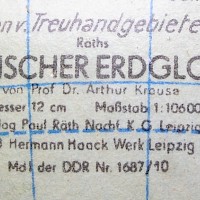 n v. Treuhandgebiete
Räths
ISCHER ERDGLO
von Prof Dr. Arthur Krause
esser 12 cm Maßstab 1:10600
lag Paul Räth Nachf. K.G. Leipzig
Hermann Haack Werk Leipzig
MdI der DDR Nr. 1687/10